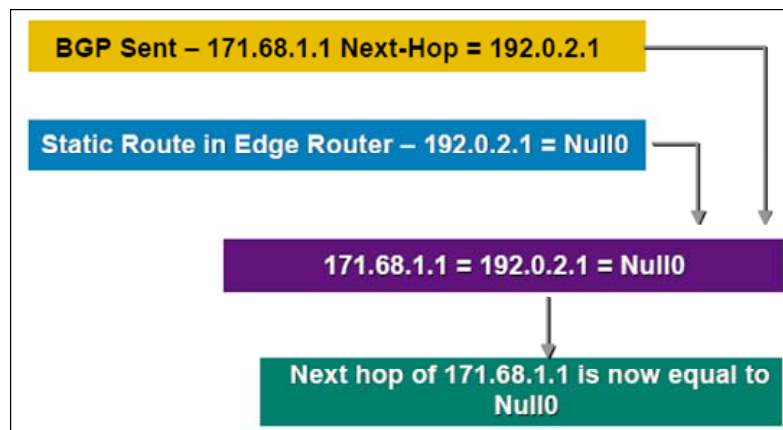 BGP Sent – 171.68.1.1 Next-Hop = 192.0.2.1
Static Route in Edge Router – 192.0.2.1 = Null0
171.68.1.1 = 192.0.2.1 = Null0
Next hop of 171.68.1.1 is now equal to
Null0